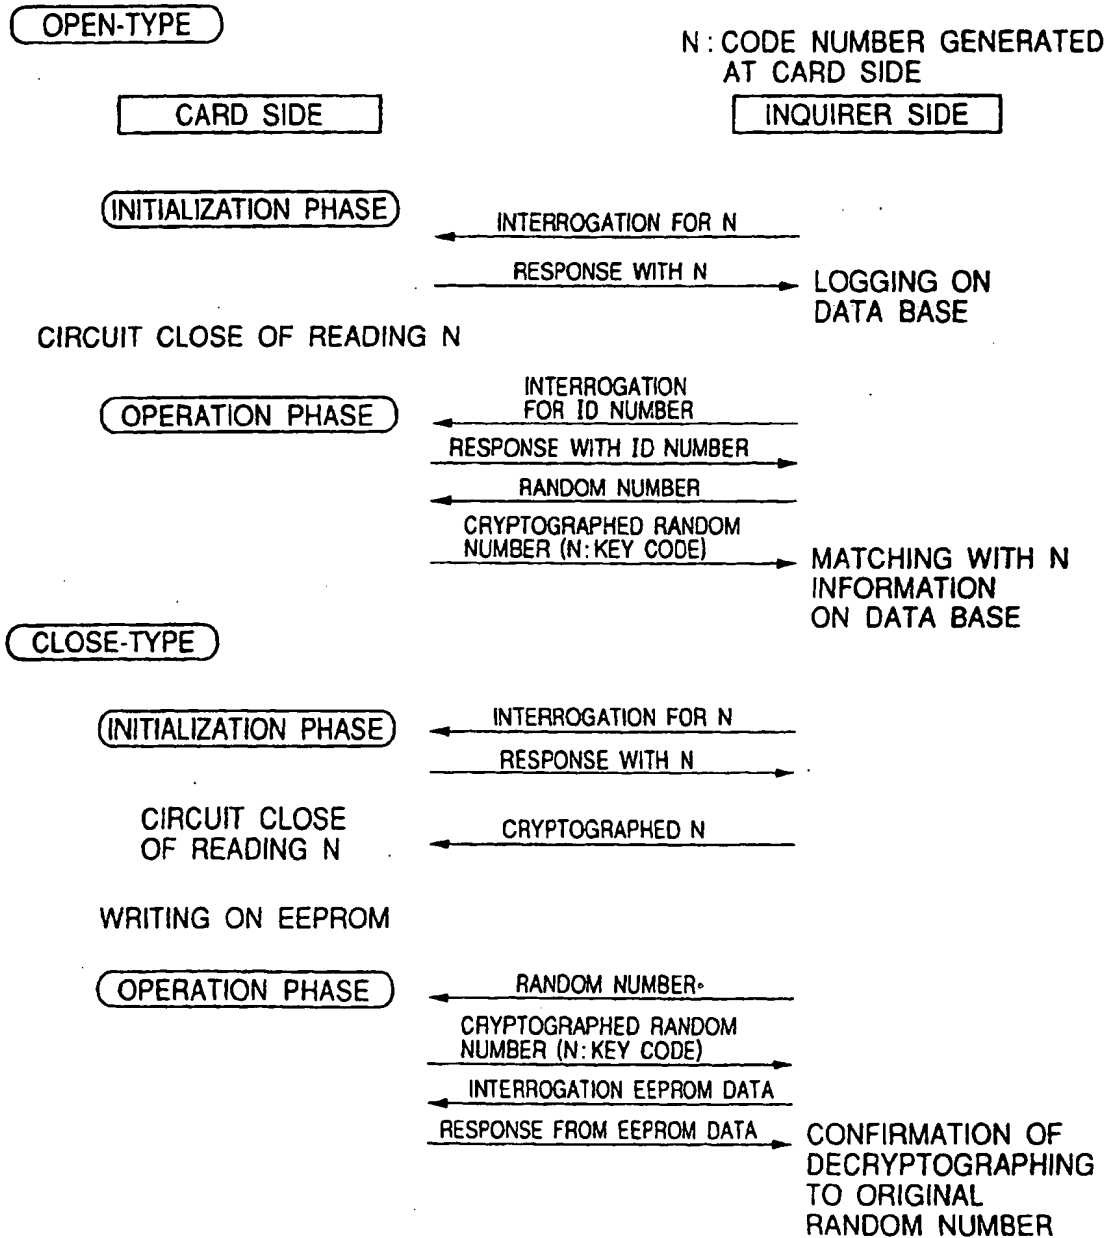 OPEN-TYPE
N : CODE NUMBER GENERATED
AT CARD SIDE
CARD SIDE
INQUIRER SIDE
INITIALIZATION PHASE
INTERROGATION FOR N
RESPONSE WITH N
LOGGING ON
DATA BASE
CIRCUIT CLOSE OF READING N
OPERATION PHASE
INTERROGATION
FOR ID NUMBER
RESPONSE WITH ID NUMBER
RANDOM NUMBER
CRYPTOGRAPHED RANDOM
NUMBER (N:KEY CODE)
MATCHING WITH N
INFORMATION
ON DATA BASE
CLOSE-TYPE
INITIALIZATION PHASE
INTERROGATION FOR N
RESPONSE WITH N
CIRCUIT CLOSE
OF READING N
CRYPTOGRAPHED N
WRITING ON EEPROM
OPERATION PHASE
RANDOM NUMBER
CRYPTOGRAPHED RANDOM
NUMBER (N:KEY CODE)
INTERROGATION EEPROM DATA
RESPONSE FROM EEPROM DATA
CONFIRMATION OF
DECRYPTOGRAPHING
TO ORIGINAL
RANDOM NUMBER